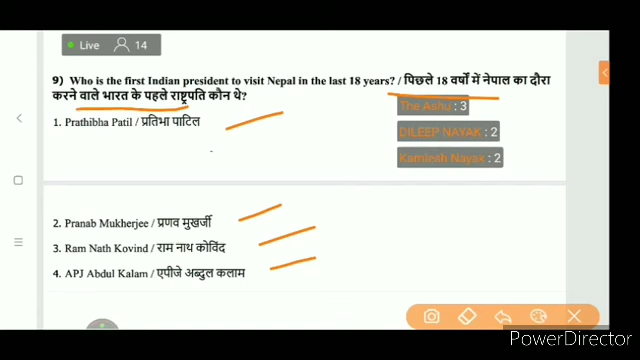 Live 14
9) Who is the first Indian president to visit Nepal in the last 18 years? / पिछले 18 वर्षों में नेपाल का दौरा
करने वाले भारत के पहले राष्ट्रपति कौन थे?
The Aahu : 3
1. Prathibha Patil / प्रतिभा पाटिल
DILEEP NAYAK : 2
Kamlesh Nayak : 2
2. Pranab Mukherjee / प्रणव मुखर्जी
3. Ram Nath Kovind / राम नाथ कोविंद
4. APJ Abdul Kalam / एपीजे अब्दुल कलाम
PowerDirector